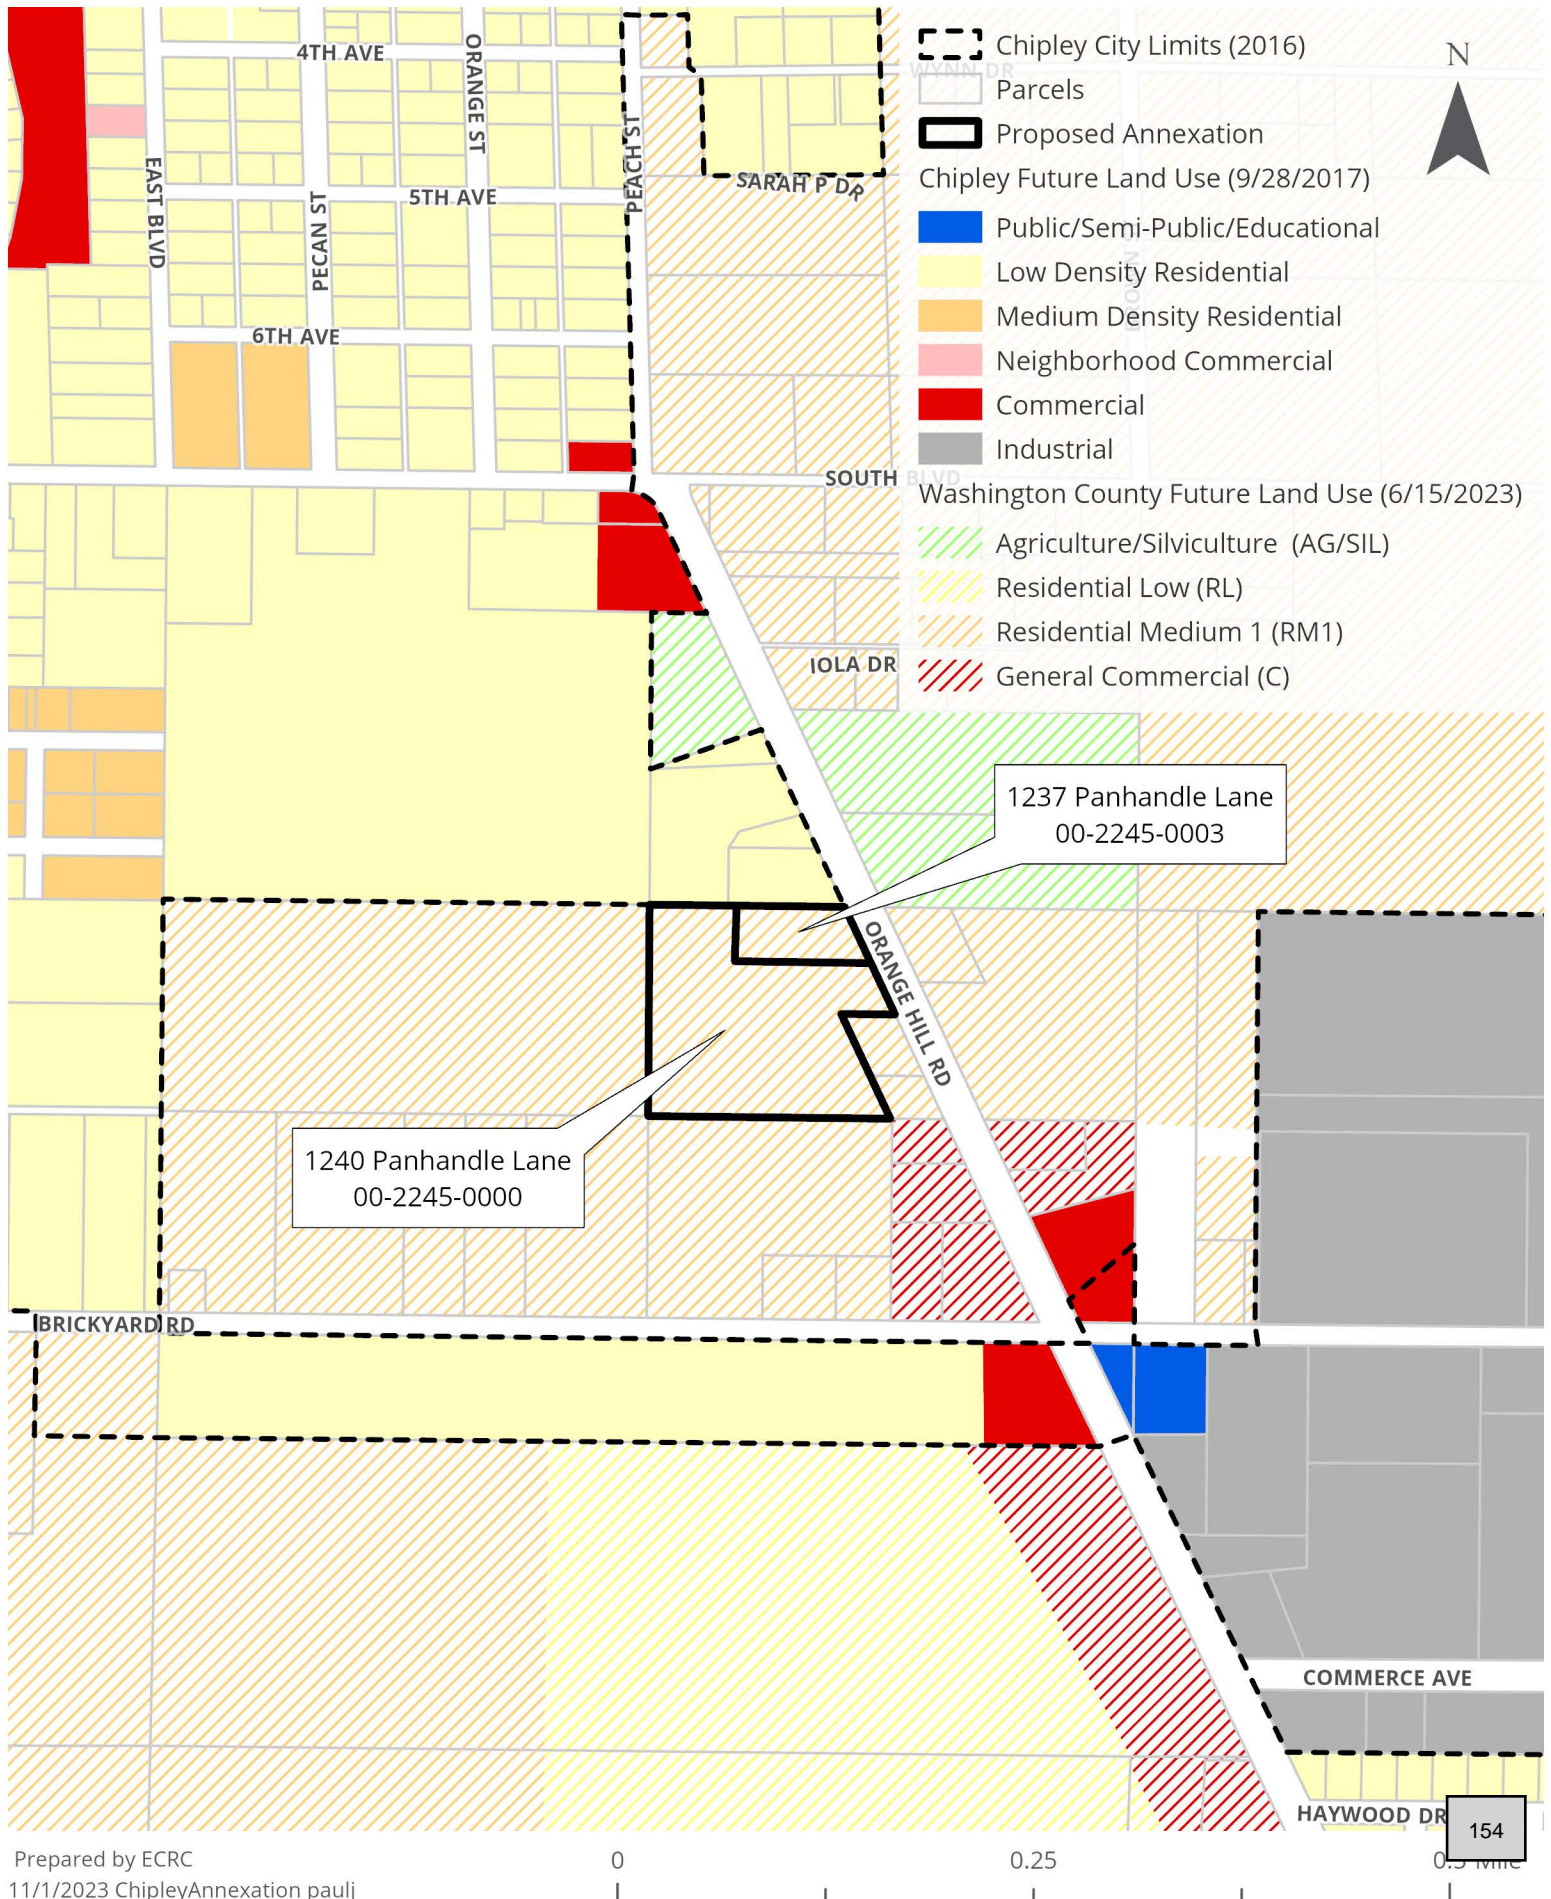 4TH AVE
ORANGE ST
PEACH ST
WYNN DR
EAST BLVD
PECAN ST
5TH AVE
SARAH P DR
6TH AVE
SOUTH BLVD
IOLA DR
Chipley City Limits (2016)
Parcels
Proposed Annexation
Chipley Future Land Use (9/28/2017)
Public/Semi-Public/Educational
Low Density Residential
Medium Density Residential
Neighborhood Commercial
Commercial
Industrial
Washington County Future Land Use (6/15/2023)
Agriculture/Silviculture (AG/SIL)
Residential Low (RL)
Residential Medium 1 (RM1)
General Commercial (C)
N
1237 Panhandle Lane
00-2245-0003
ORANGE HILL RD
1240 Panhandle Lane
00-2245-0000
BRICKYARD RD
COMMERCE AVE
HAYWOOD DR
154
Prepared by ECRC
11/1/2023 ChipleyAnnexation paulj
0
0.25
0.5 Mile